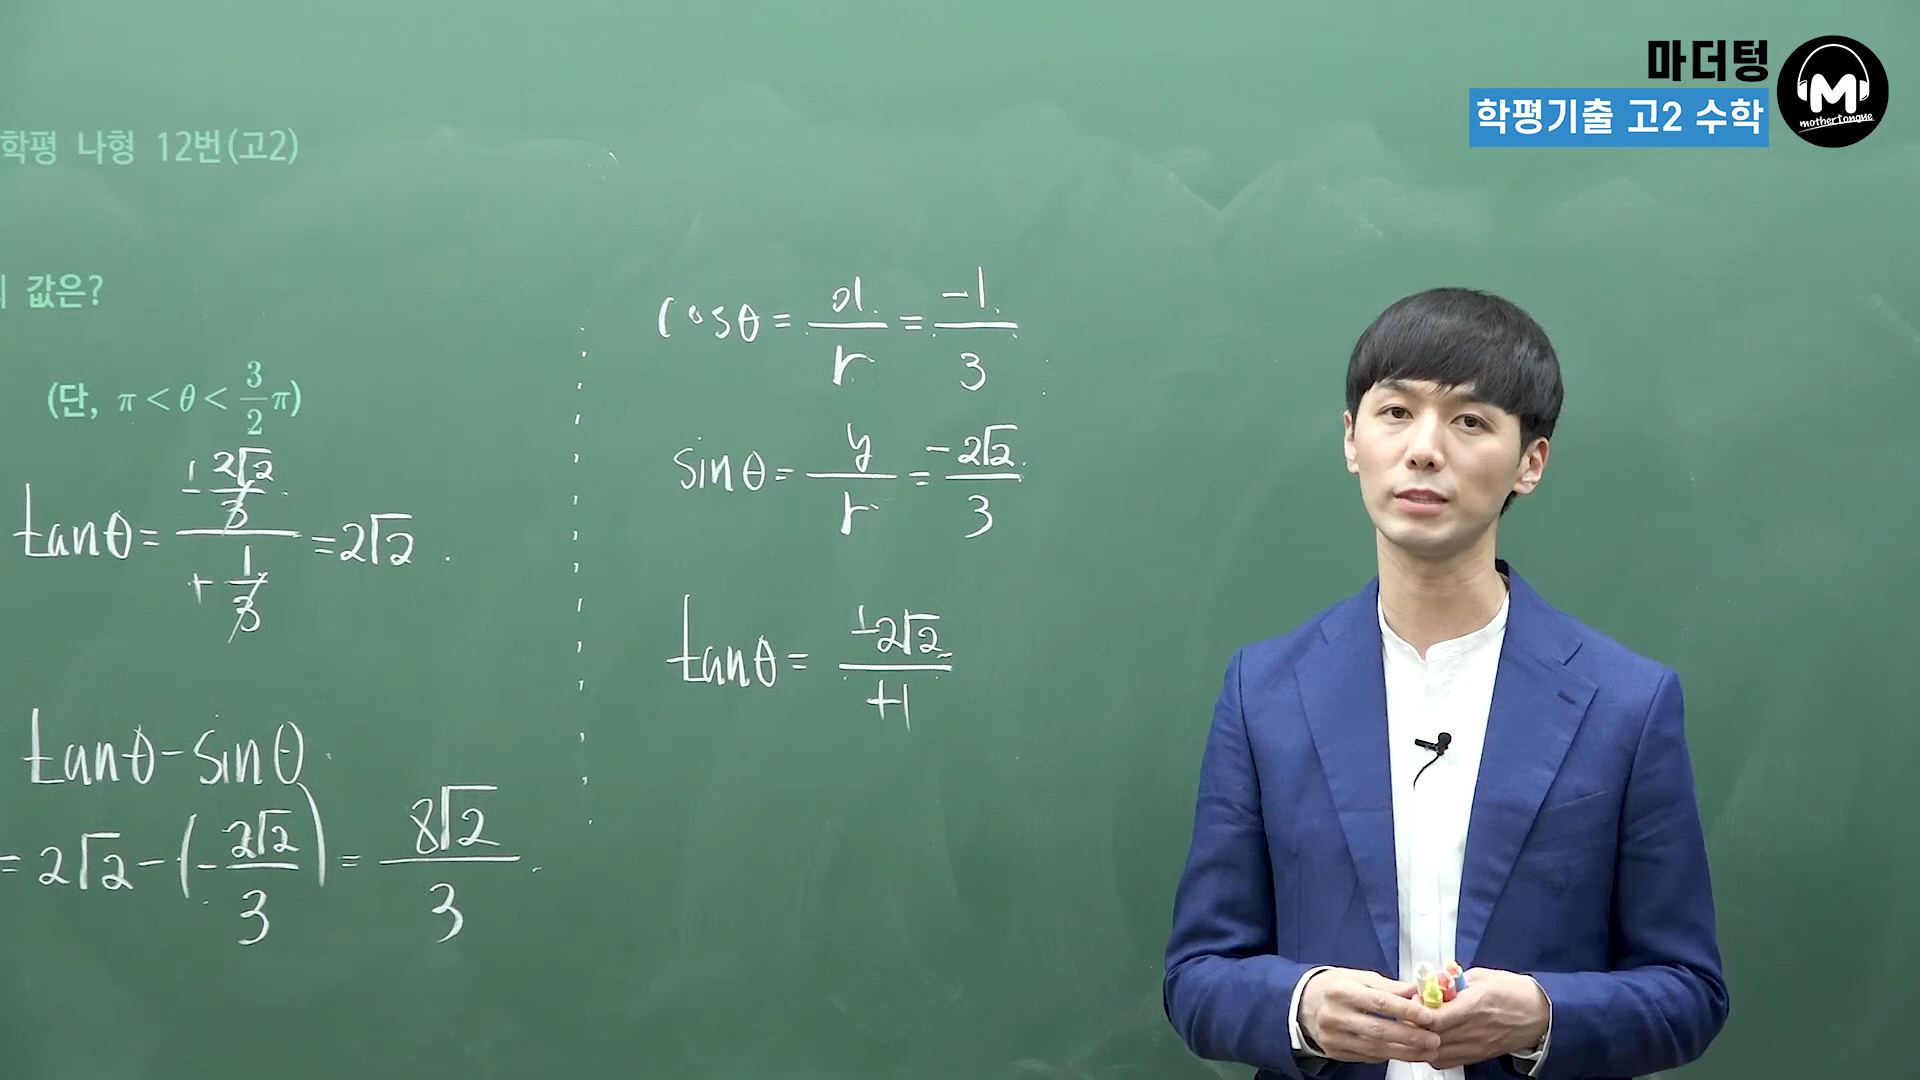 마더텅
학평기출 고2 수학
M
mothertongue
학평 나형 12번(고2)
값은?
(단, π < θ < 3/2 π)
tanθ = (-2√2/3)/(+1/3) = 2√2
tanθ - sinθ
= 2√2 - (-2√2/3) = 8√2/3
cosθ = x/r = -1/3
sinθ = y/r = -2√2/3
tanθ = -2√2/+1